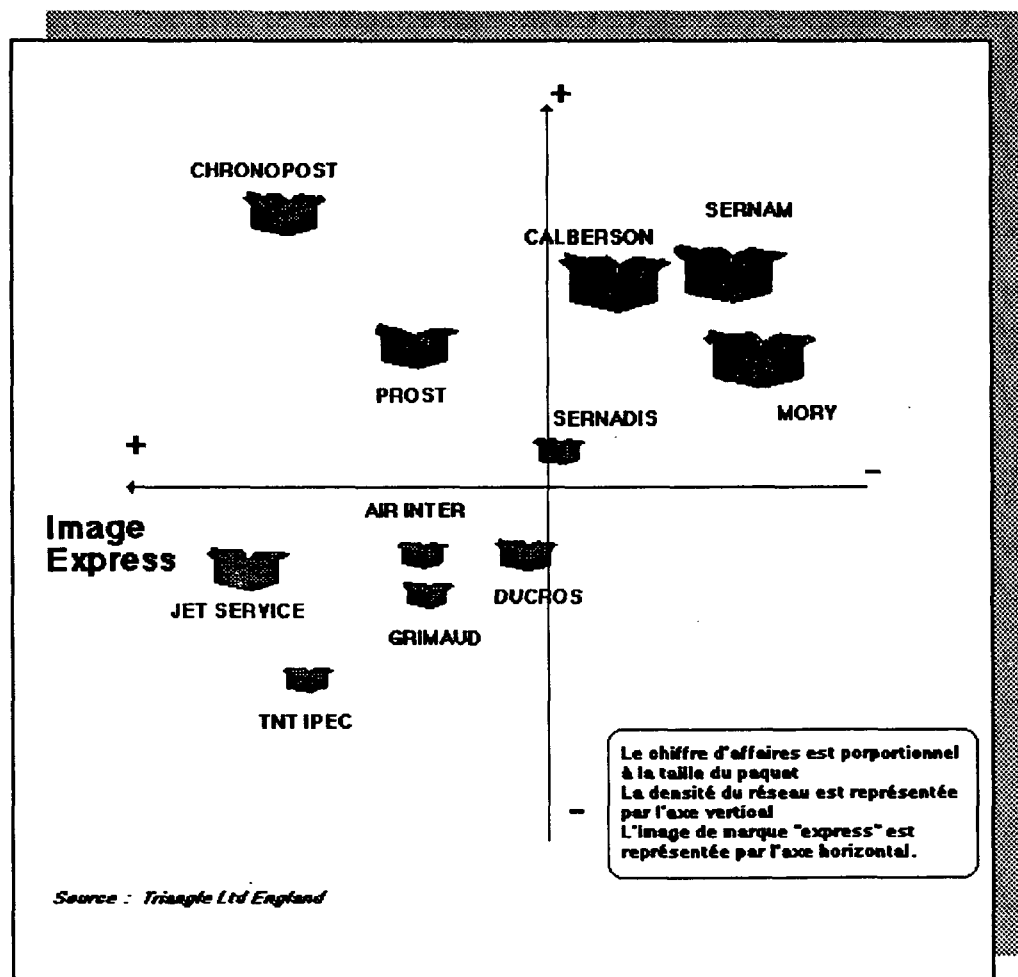 +
CHRONOPOST
SERNAM
CALBERSON
PROST
MORY
SERNADIS
+
−
AIR INTER
Image
Express
JET SERVICE
DUCROS
GRIMAUD
TNT IPEC
Le chiffre d'affaires est porportionnel
à la taille du paquet
La densité du réseau est représentée
par l'axe vertical
L'image de marque "express" est
représentée par l'axe horizontal.
−
Source : Triangle Ltd England